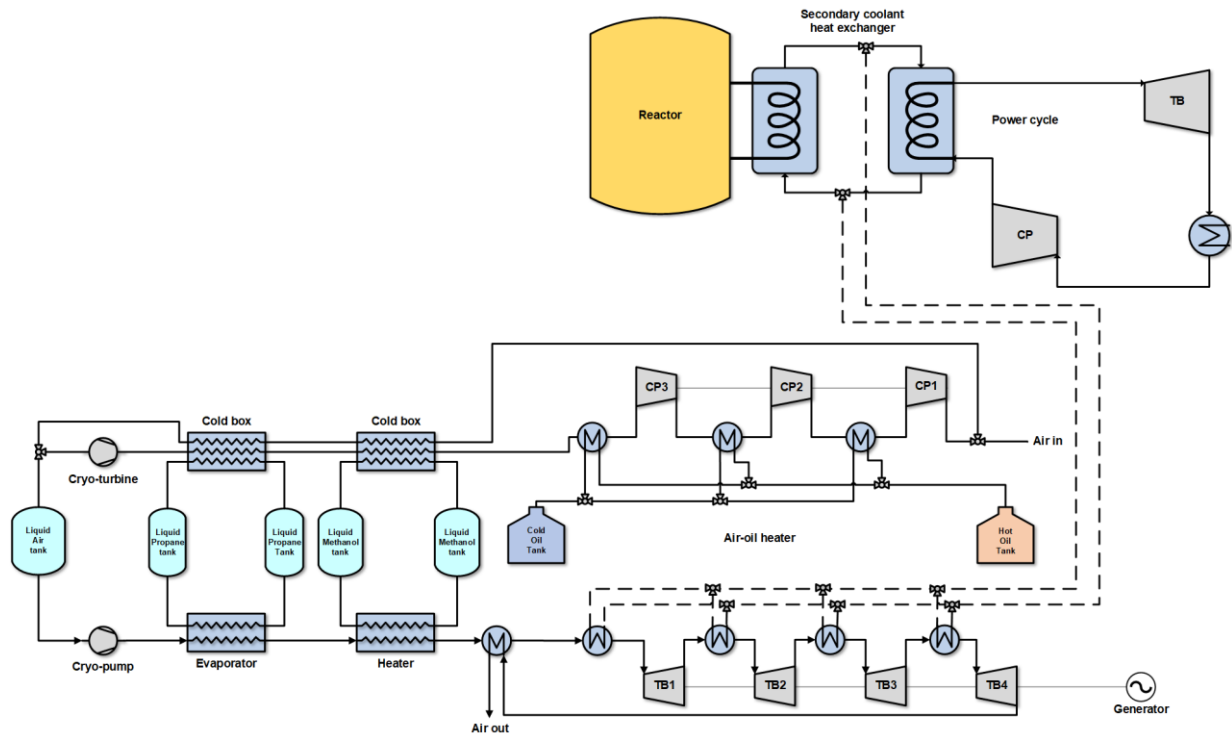 Secondary coolant
heat exchanger
Reactor
Power cycle
TB
CP
CP3
CP2
CP1
Cold box
Cold box
Air in
Cryo-turbine
Liquid
Air
tank
Liquid
Propane
tank
Liquid
Propane
Tank
Liquid
Methanol
tank
Liquid
Methanol
tank
Cold
Oil
Tank
Air-oil heater
Hot
Oil
Tank
Cryo-pump
Evaporator
Heater
TB1
TB2
TB3
TB4
Generator
Air out